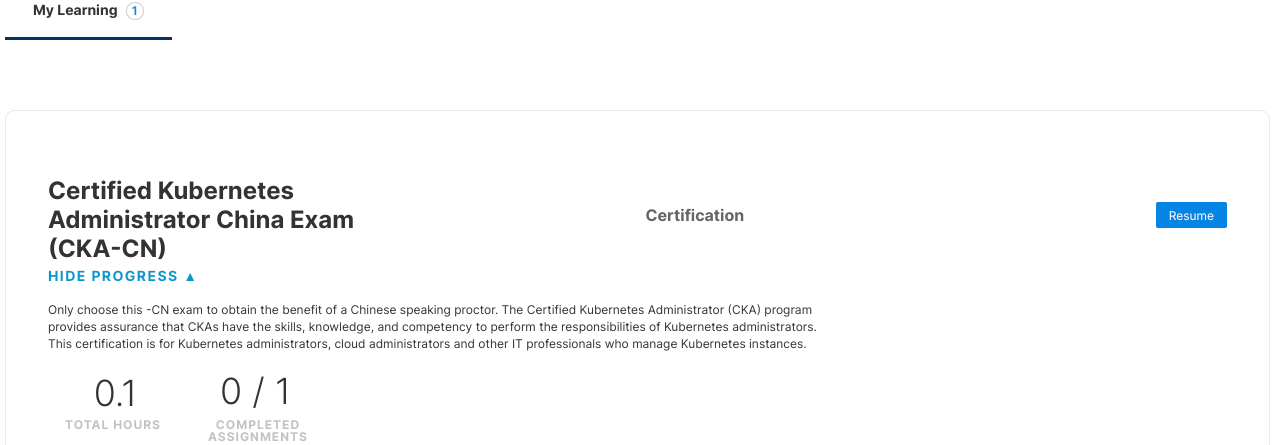 My Learning 1
Certified Kubernetes
Administrator China Exam
(CKA-CN)
Certification
Resume
HIDE PROGRESS ▲
Only choose this -CN exam to obtain the benefit of a Chinese speaking proctor. The Certified Kubernetes Administrator (CKA) program
provides assurance that CKAs have the skills, knowledge, and competency to perform the responsibilities of Kubernetes administrators.
This certification is for Kubernetes administrators, cloud administrators and other IT professionals who manage Kubernetes instances.
0.1
TOTAL HOURS
0 / 1
COMPLETED
ASSIGNMENTS